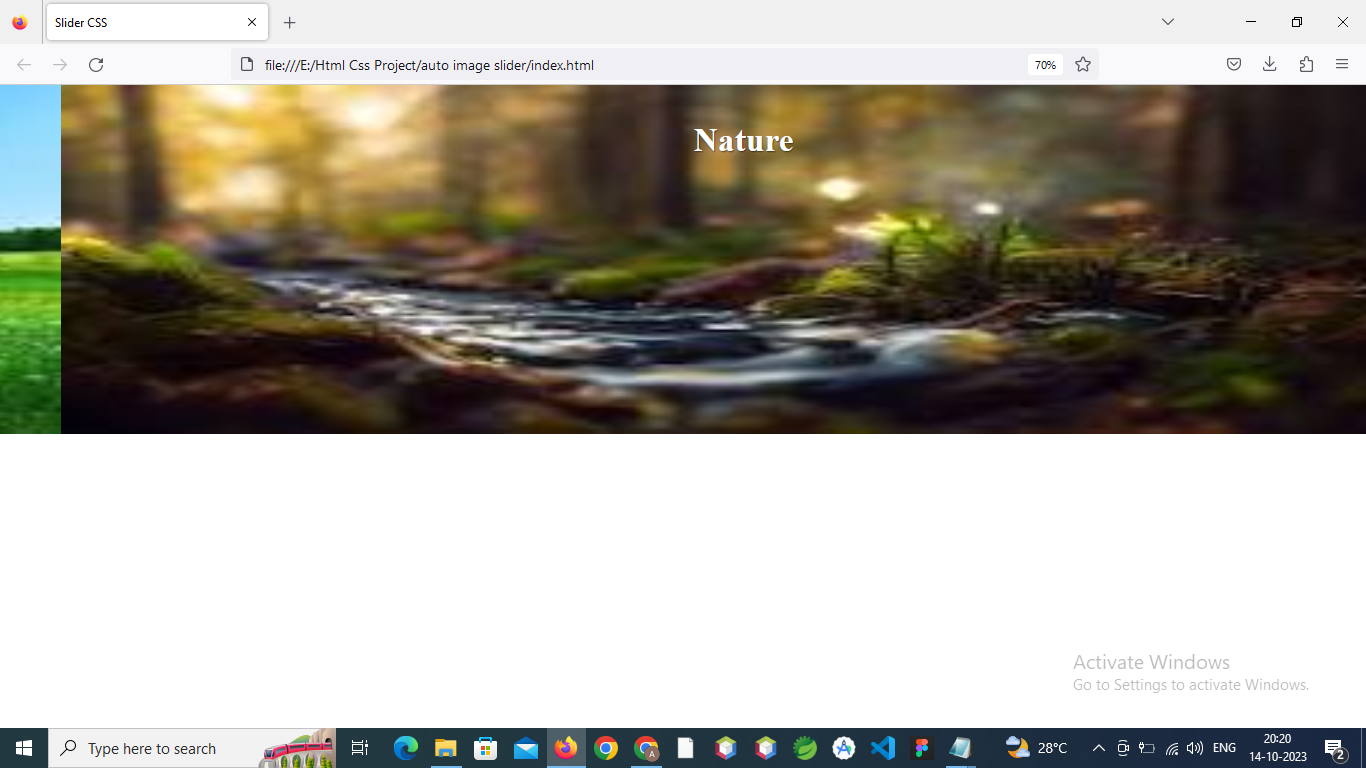 Slider CSS
file:///E:/Html Css Project/auto image slider/index.html
70%
Nature
Activate Windows
Go to Settings to activate Windows.
Type here to search
A
28°C
ENG
20:20
14-10-2023
2